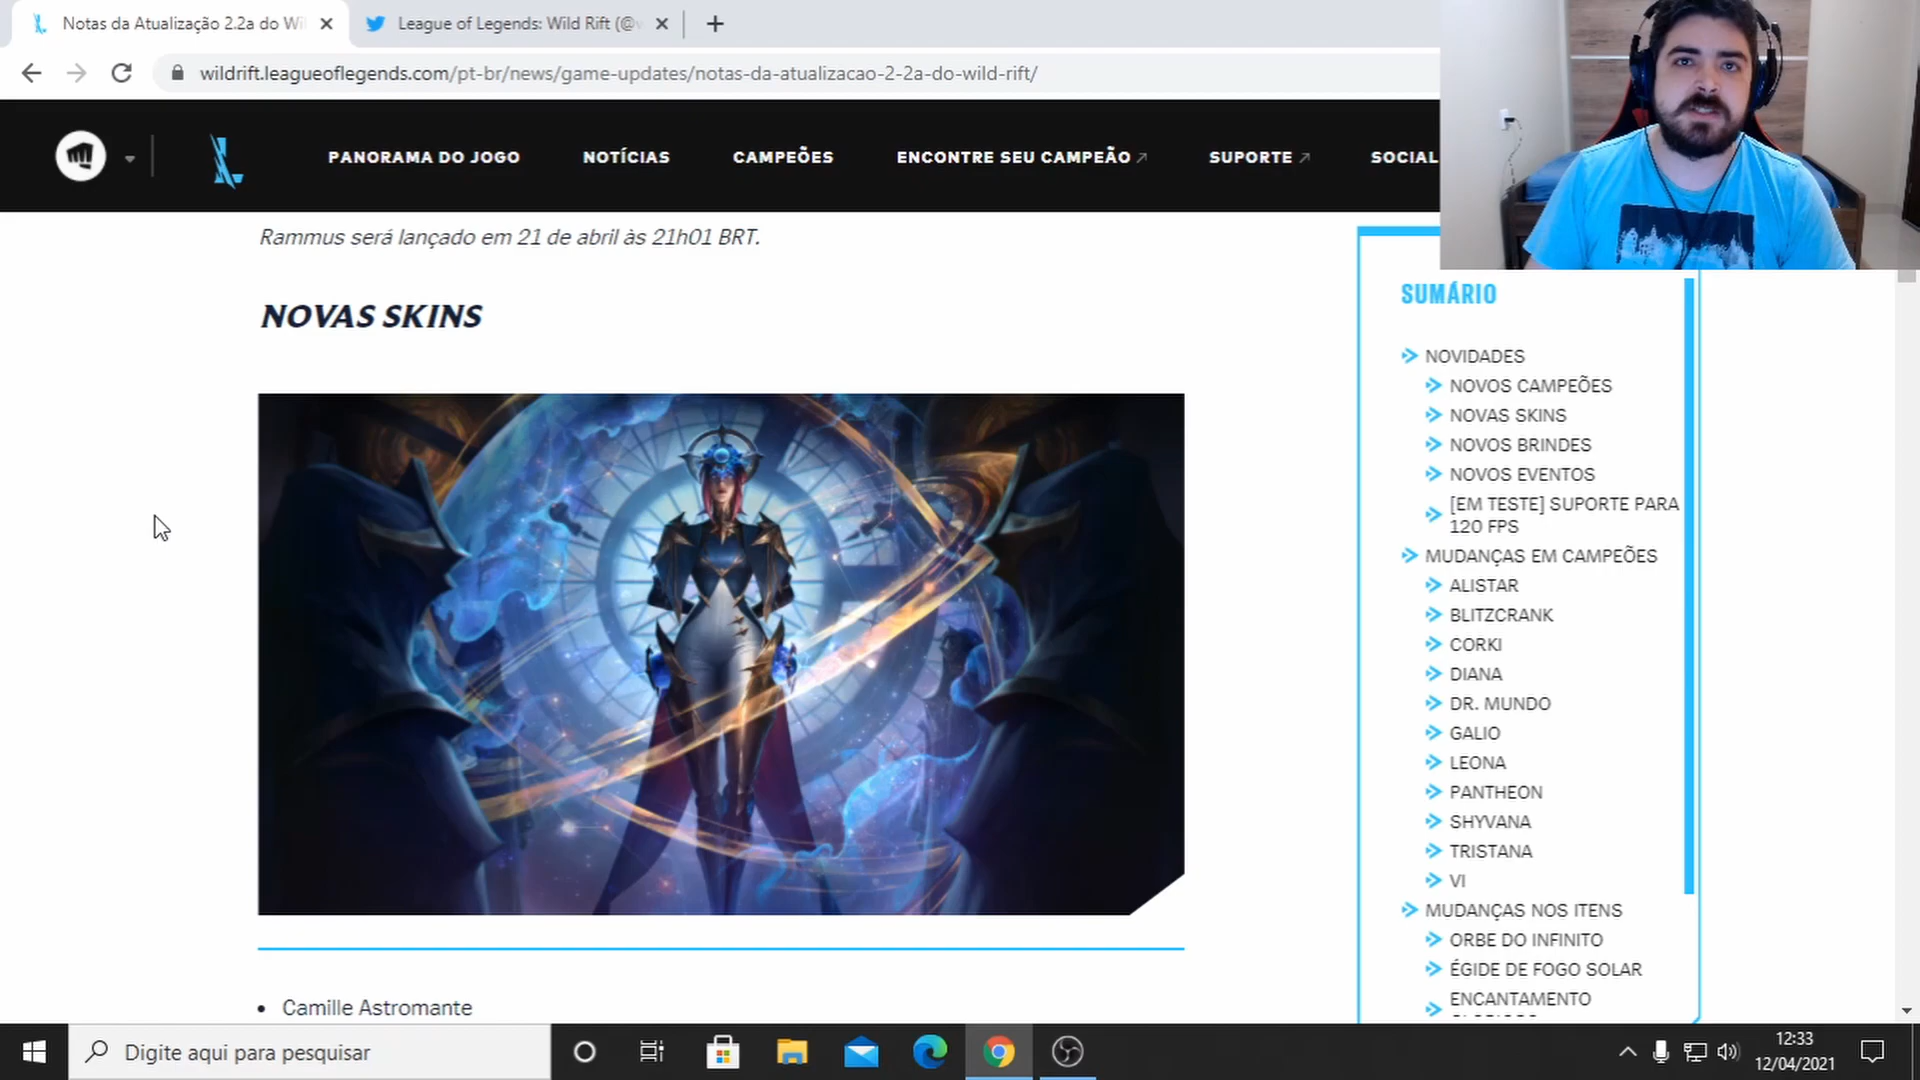 Notas da Atualização 2.2a do Wi
League of Legends: Wild Rift (@
wildrift.leagueoflegends.com/pt-br/news/game-updates/notas-da-atualizacao-2-2a-do-wild-rift/
PANORAMA DO JOGO
NOTÍCIAS
CAMPEÕES
ENCONTRE SEU CAMPEÃO
SUPORTE
SOCIAL
Rammus será lançado em 21 de abril às 21h01 BRT.
NOVAS SKINS
Camille Astromante
SUMÁRIO
NOVIDADES
NOVOS CAMPEÕES
NOVAS SKINS
NOVOS BRINDES
NOVOS EVENTOS
[EM TESTE] SUPORTE PARA
120 FPS
MUDANÇAS EM CAMPEÕES
ALISTAR
BLITZCRANK
CORKI
DIANA
DR. MUNDO
GALIO
LEONA
PANTHEON
SHYVANA
TRISTANA
VI
MUDANÇAS NOS ITENS
ORBE DO INFINITO
ÉGIDE DE FOGO SOLAR
ENCANTAMENTO
Digite aqui para pesquisar
12:33
12/04/2021